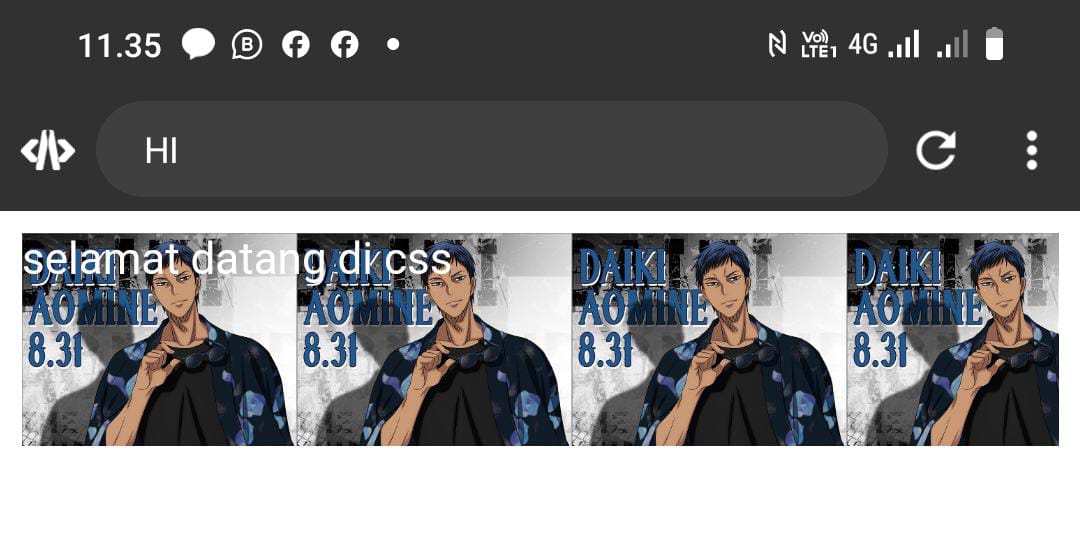 11.35
B
Vo)) LTE1 4G
HI
selamat datang di css
DAIKI DAIKI DAIKI DAIKI
AOMINE AOMINE AOMINE AOMINE
8.31 8.31 8.31 8.31